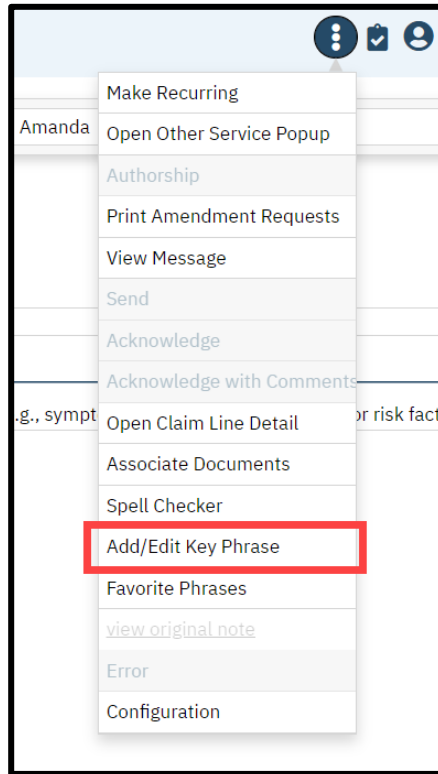 Make Recurring
Amanda
Open Other Service Popup
Authorship
Print Amendment Requests
View Message
Send
Acknowledge
Acknowledge with Comments
.g., sympt
or risk fact
Open Claim Line Detail
Associate Documents
Spell Checker
Add/Edit Key Phrase
Favorite Phrases
view original note
Error
Configuration